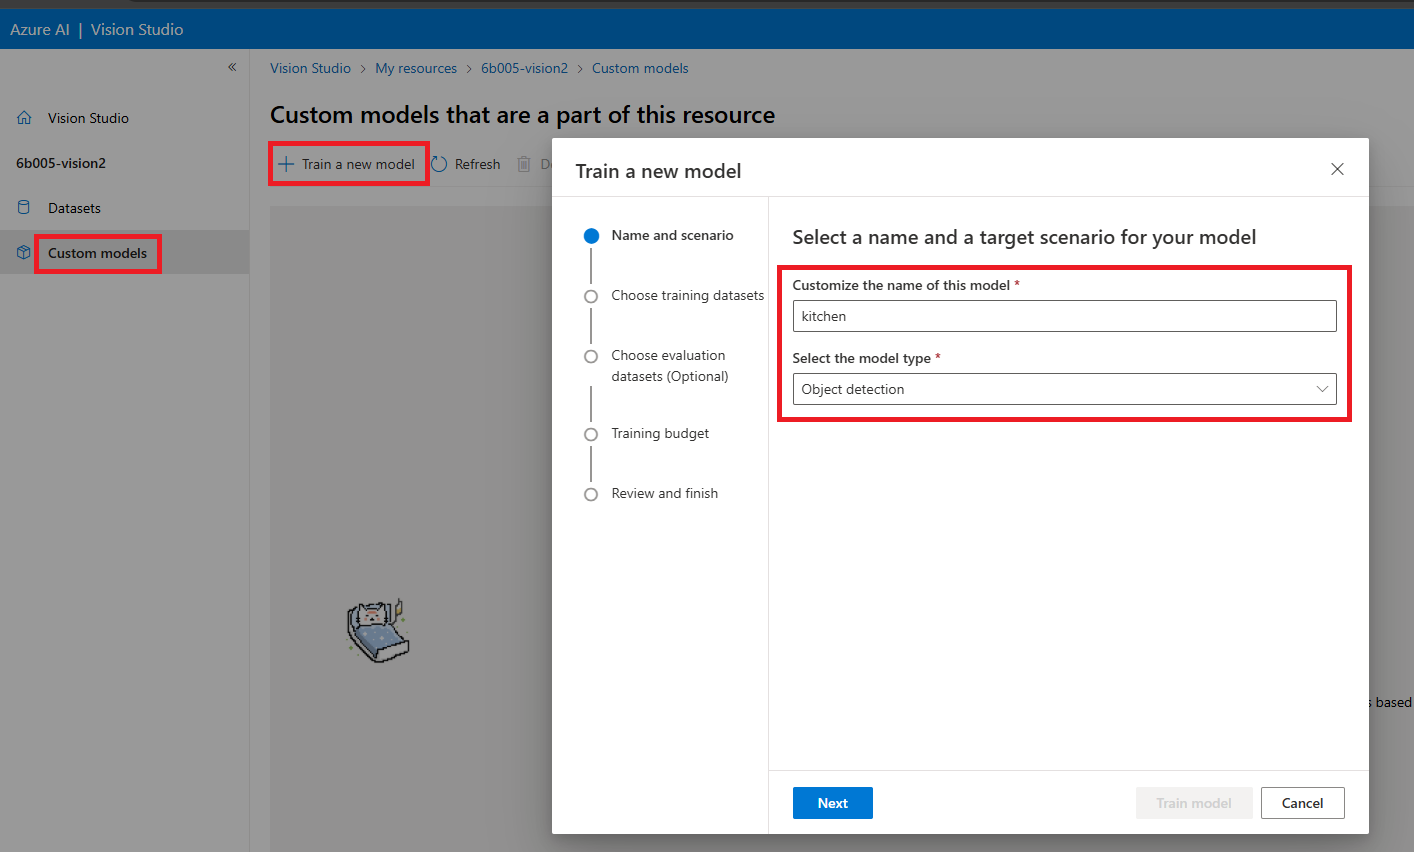 Azure AI | Vision Studio
Vision Studio > My resources > 6b005-vision2 > Custom models
Vision Studio
6b005-vision2
Datasets
Custom models
Custom models that are a part of this resource
Train a new model
Refresh
Train a new model
Name and scenario
Choose training datasets
Choose evaluation
datasets (Optional)
Training budget
Review and finish
Select a name and a target scenario for your model
Customize the name of this model *
kitchen
Select the model type *
Object detection
based
Next
Train model
Cancel